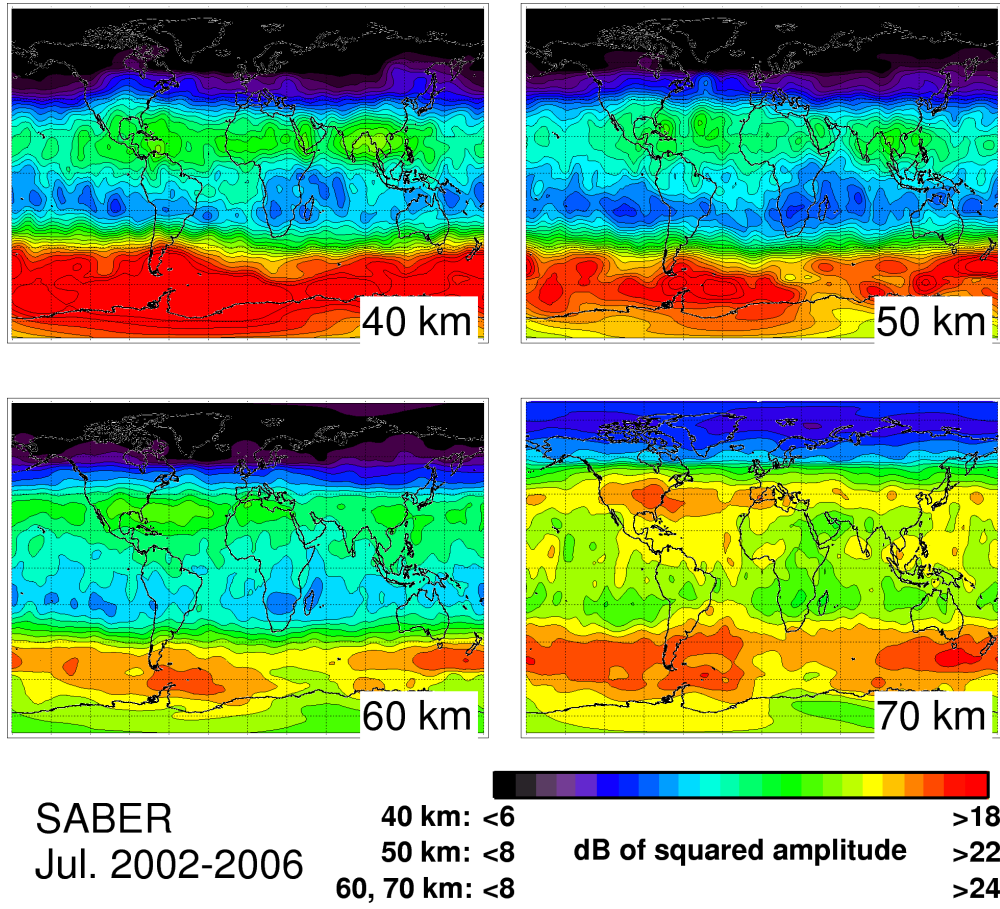 40 km
50 km
60 km
70 km
SABER
Jul. 2002-2006
40 km: <6 >18
50 km: <8 dB of squared amplitude >22
60, 70 km: <8 >24